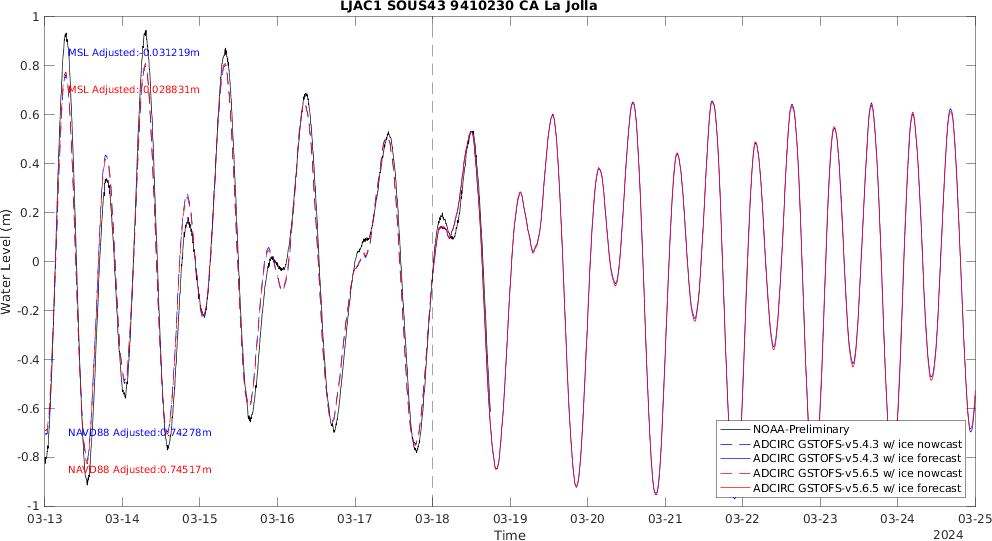 LJAC1 SOUS43 9410230 CA La Jolla
MSL Adjusted:-0.031219m
MSL Adjusted:-0.028831m
NAVD88 Adjusted:0.74278m
NAVD88 Adjusted:0.74517m
Water Level (m)
1
0.8
0.6
0.4
0.2
0
-0.2
-0.4
-0.6
-0.8
-1
NOAA-Preliminary
ADCIRC GSTOFS-v5.4.3 w/ ice nowcast
ADCIRC GSTOFS-v5.4.3 w/ ice forecast
ADCIRC GSTOFS-v5.6.5 w/ ice nowcast
ADCIRC GSTOFS-v5.6.5 w/ ice forecast
03-13 03-14 03-15 03-16 03-17 03-18 03-19 03-20 03-21 03-22 03-23 03-24 03-25
Time
2024